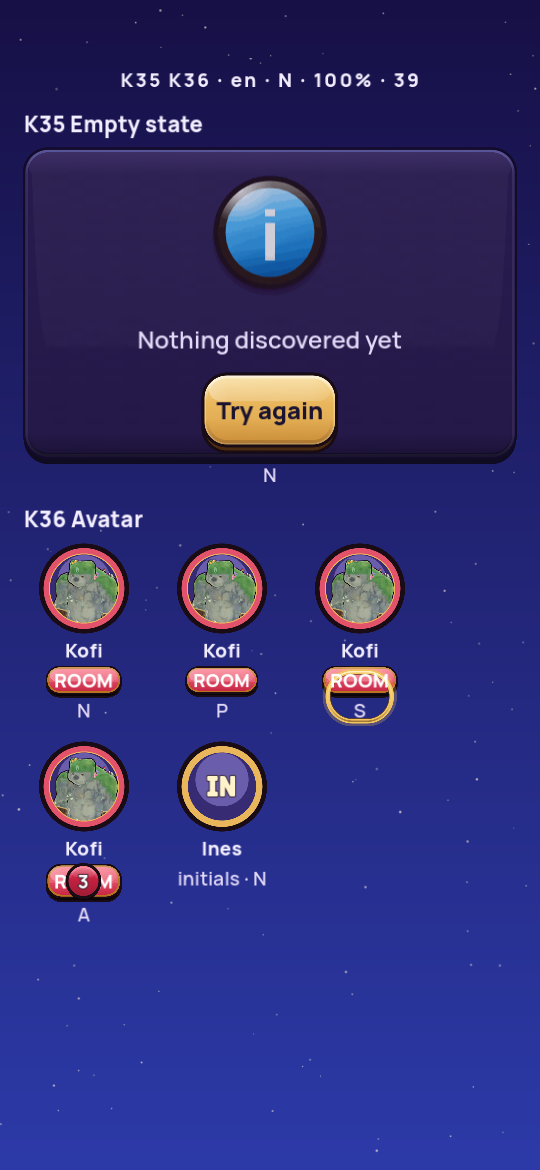 K35 K36 · en · N · 100% · 39
K35 Empty state
i
Nothing discovered yet
Try again
N
K36 Avatar
Kofi Kofi Kofi
ROOM ROOM ROOM
N P S
IN
Kofi Ines
R 3 M initials · N
A